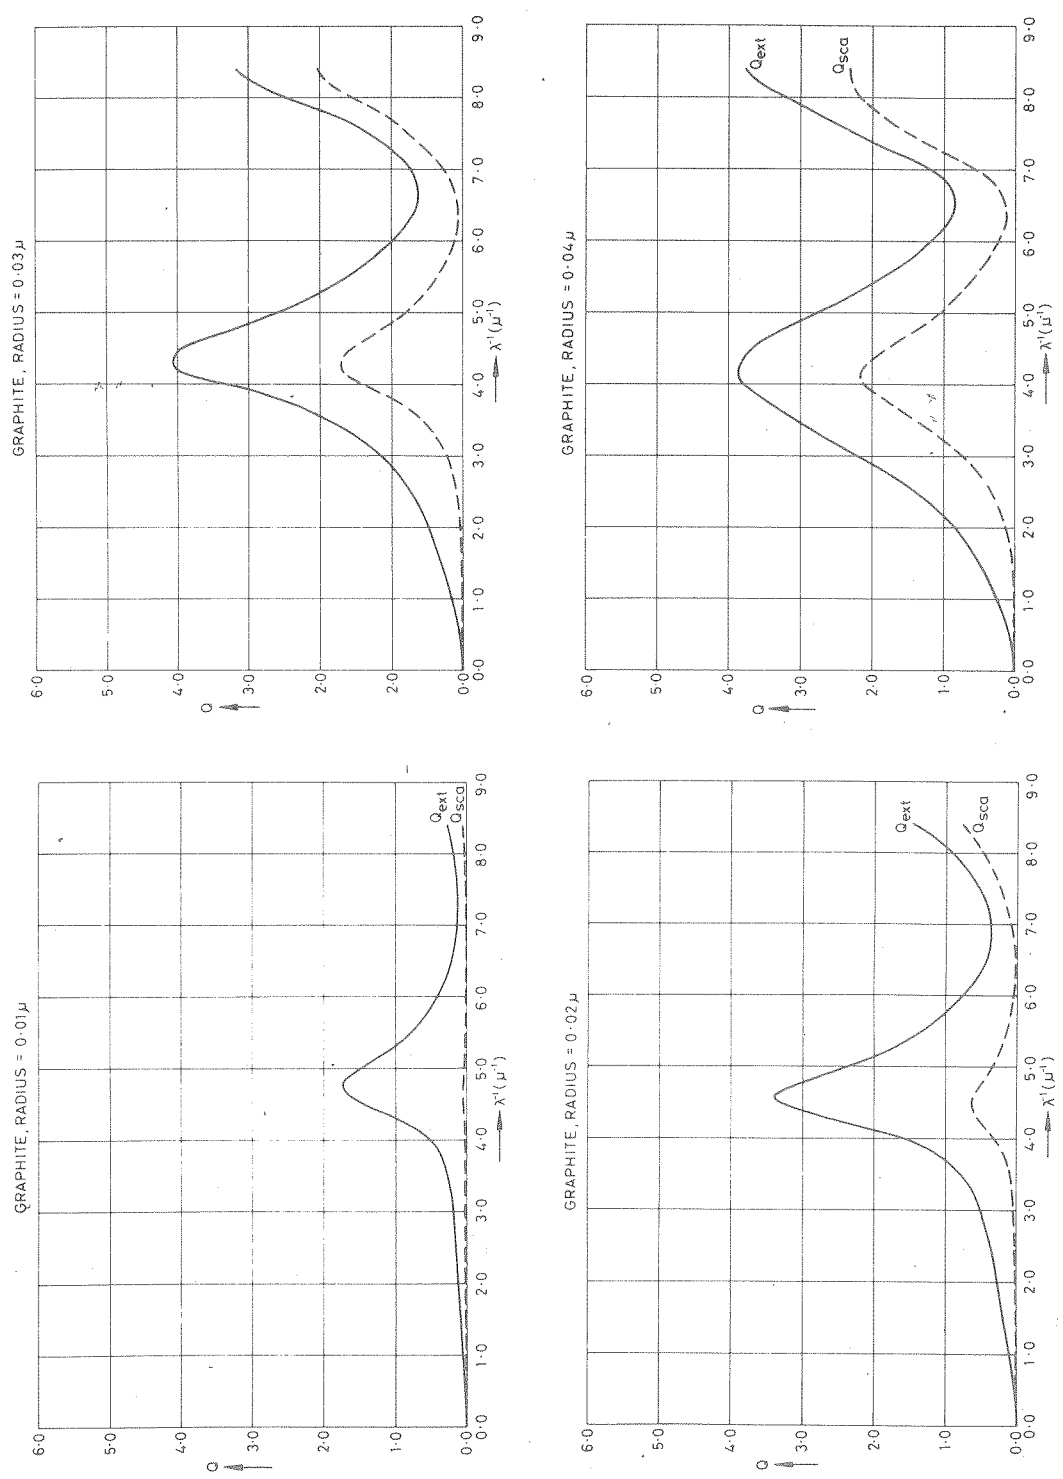 GRAPHITE, RADIUS = 0·01μ
6·0
5·0
4·0
3·0
2·0
1·0
0·0
Q
0·0 1·0 2·0 3·0 4·0 5·0 6·0 7·0 8·0 9·0
λ⁻¹(μ⁻¹)
Qext
Qsca
GRAPHITE, RADIUS = 0·03μ
6·0
5·0
4·0
3·0
2·0
1·0
0·0
Q
0·0 1·0 2·0 3·0 4·0 5·0 6·0 7·0 8·0 9·0
λ⁻¹(μ⁻¹)
GRAPHITE, RADIUS = 0·02μ
6·0
5·0
4·0
3·0
2·0
1·0
0·0
Q
0·0 1·0 2·0 3·0 4·0 5·0 6·0 7·0 8·0 9·0
λ⁻¹(μ⁻¹)
Qext
Qsca
GRAPHITE, RADIUS = 0·04μ
6·0
5·0
4·0
3·0
2·0
1·0
0·0
Q
0·0 1·0 2·0 3·0 4·0 5·0 6·0 7·0 8·0 9·0
λ⁻¹(μ⁻¹)
Qext
Qsca